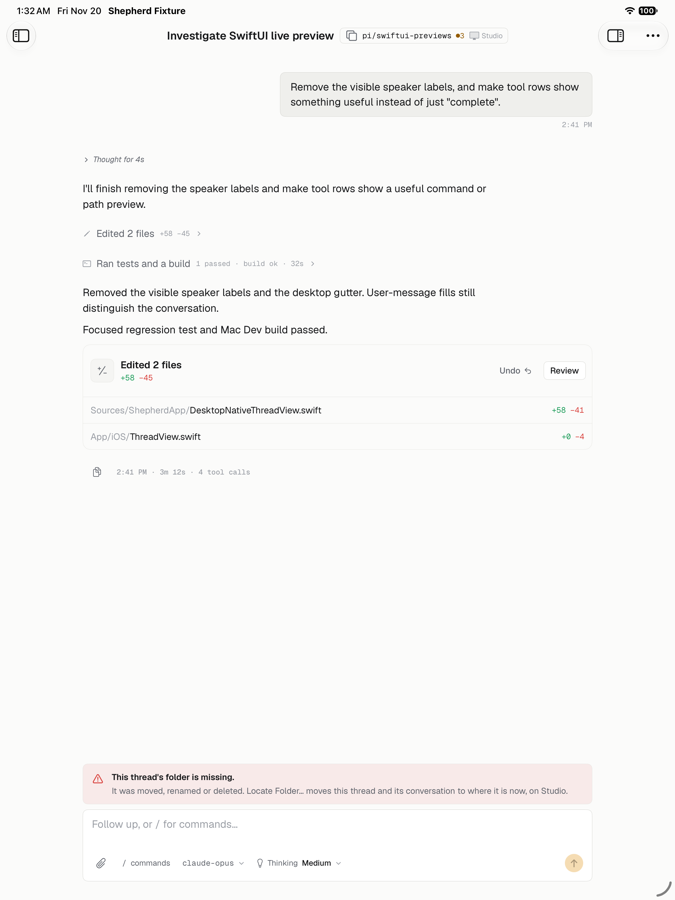 1:32 AM Fri Nov 20 Shepherd Fixture
100
Investigate SwiftUI live preview pi/swiftui-previews 3 Studio
Remove the visible speaker labels, and make tool rows show
something useful instead of just "complete".
2:41 PM
Thought for 4s
I'll finish removing the speaker labels and make tool rows show a useful command or
path preview.
Edited 2 files +58 −45
Ran tests and a build 1 passed · build ok · 32s
Removed the visible speaker labels and the desktop gutter. User-message fills still
distinguish the conversation.
Focused regression test and Mac Dev build passed.
Edited 2 files
+58 −45
Undo
Review
Sources/ShepherdApp/DesktopNativeThreadView.swift +58 −41
App/iOS/ThreadView.swift +0 −4
2:41 PM · 3m 12s · 4 tool calls
This thread's folder is missing.
It was moved, renamed or deleted. Locate Folder… moves this thread and its conversation to where it is now, on Studio.
Follow up, or / for commands…
/ commands claude-opus Thinking Medium